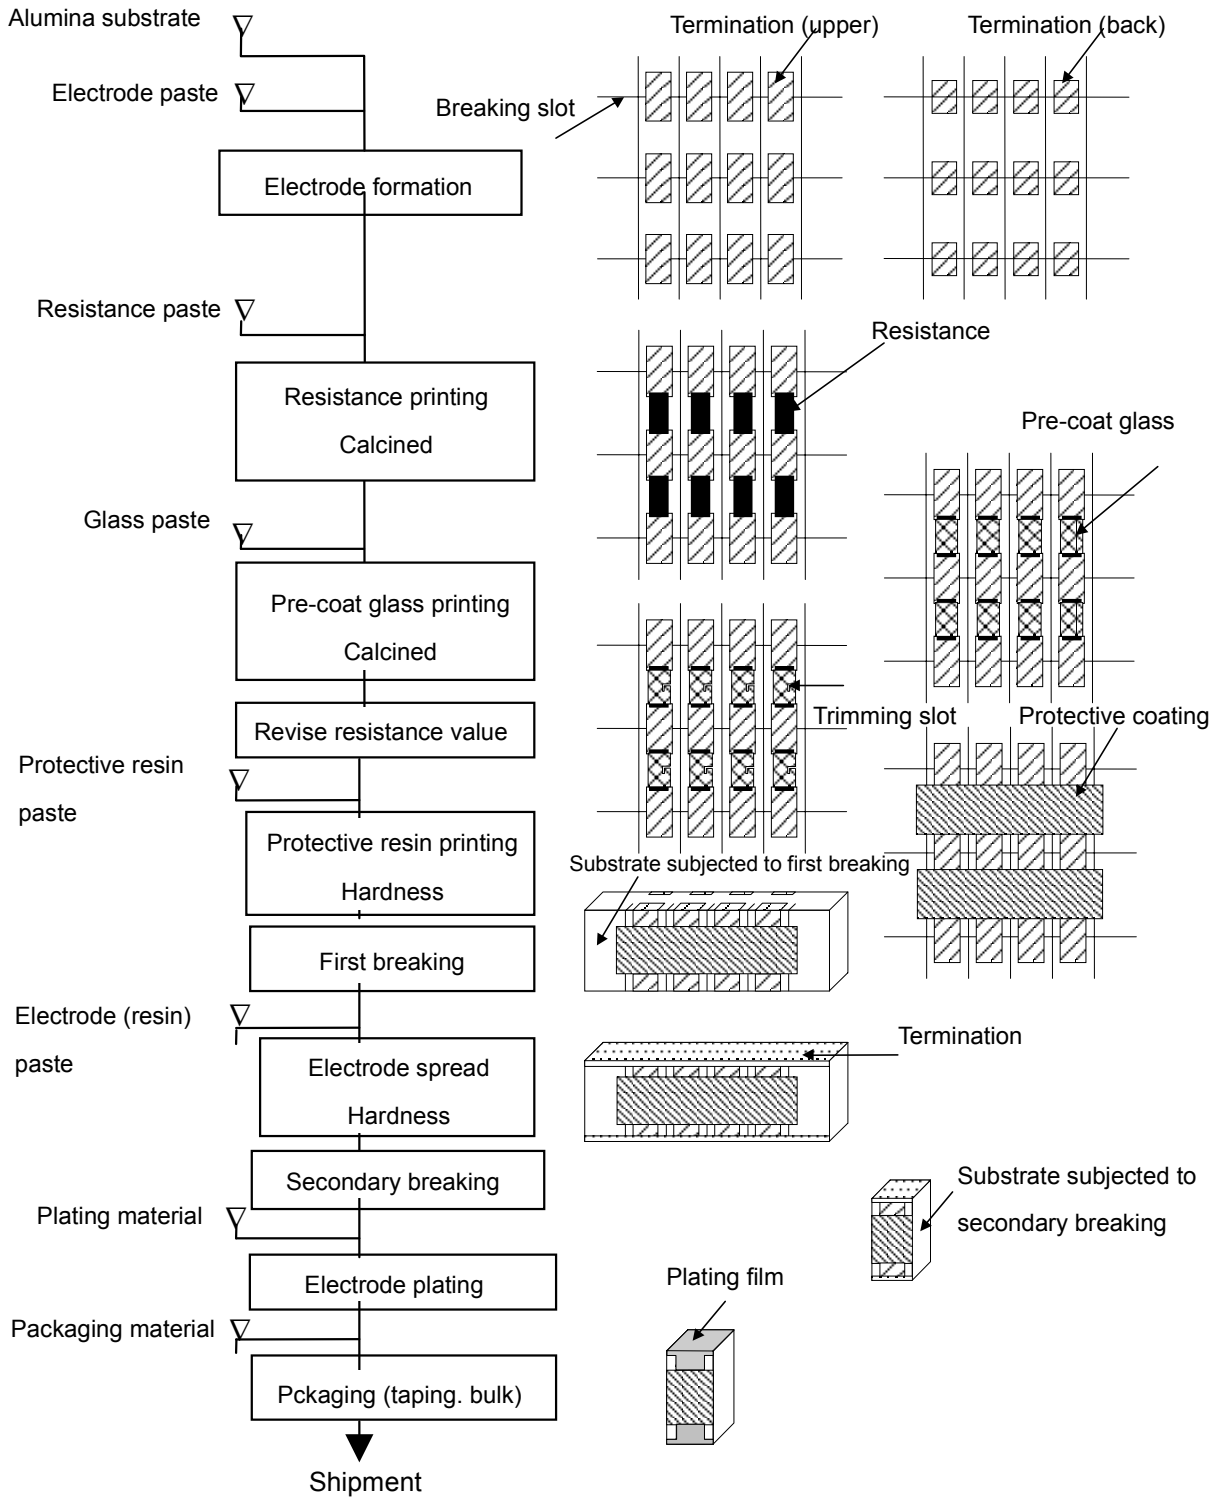 Alumina substrate
Electrode paste
Electrode formation
Resistance paste
Resistance printing
Calcined
Glass paste
Pre-coat glass printing
Calcined
Revise resistance value
Protective resin
paste
Protective resin printing
Hardness
First breaking
Electrode (resin)
paste
Electrode spread
Hardness
Secondary breaking
Plating material
Electrode plating
Packaging material
Pckaging (taping. bulk)
Shipment
Termination (upper)
Termination (back)
Breaking slot
Resistance
Pre-coat glass
Trimming slot
Protective coating
Substrate subjected to first breaking
Termination
Substrate subjected to
secondary breaking
Plating film